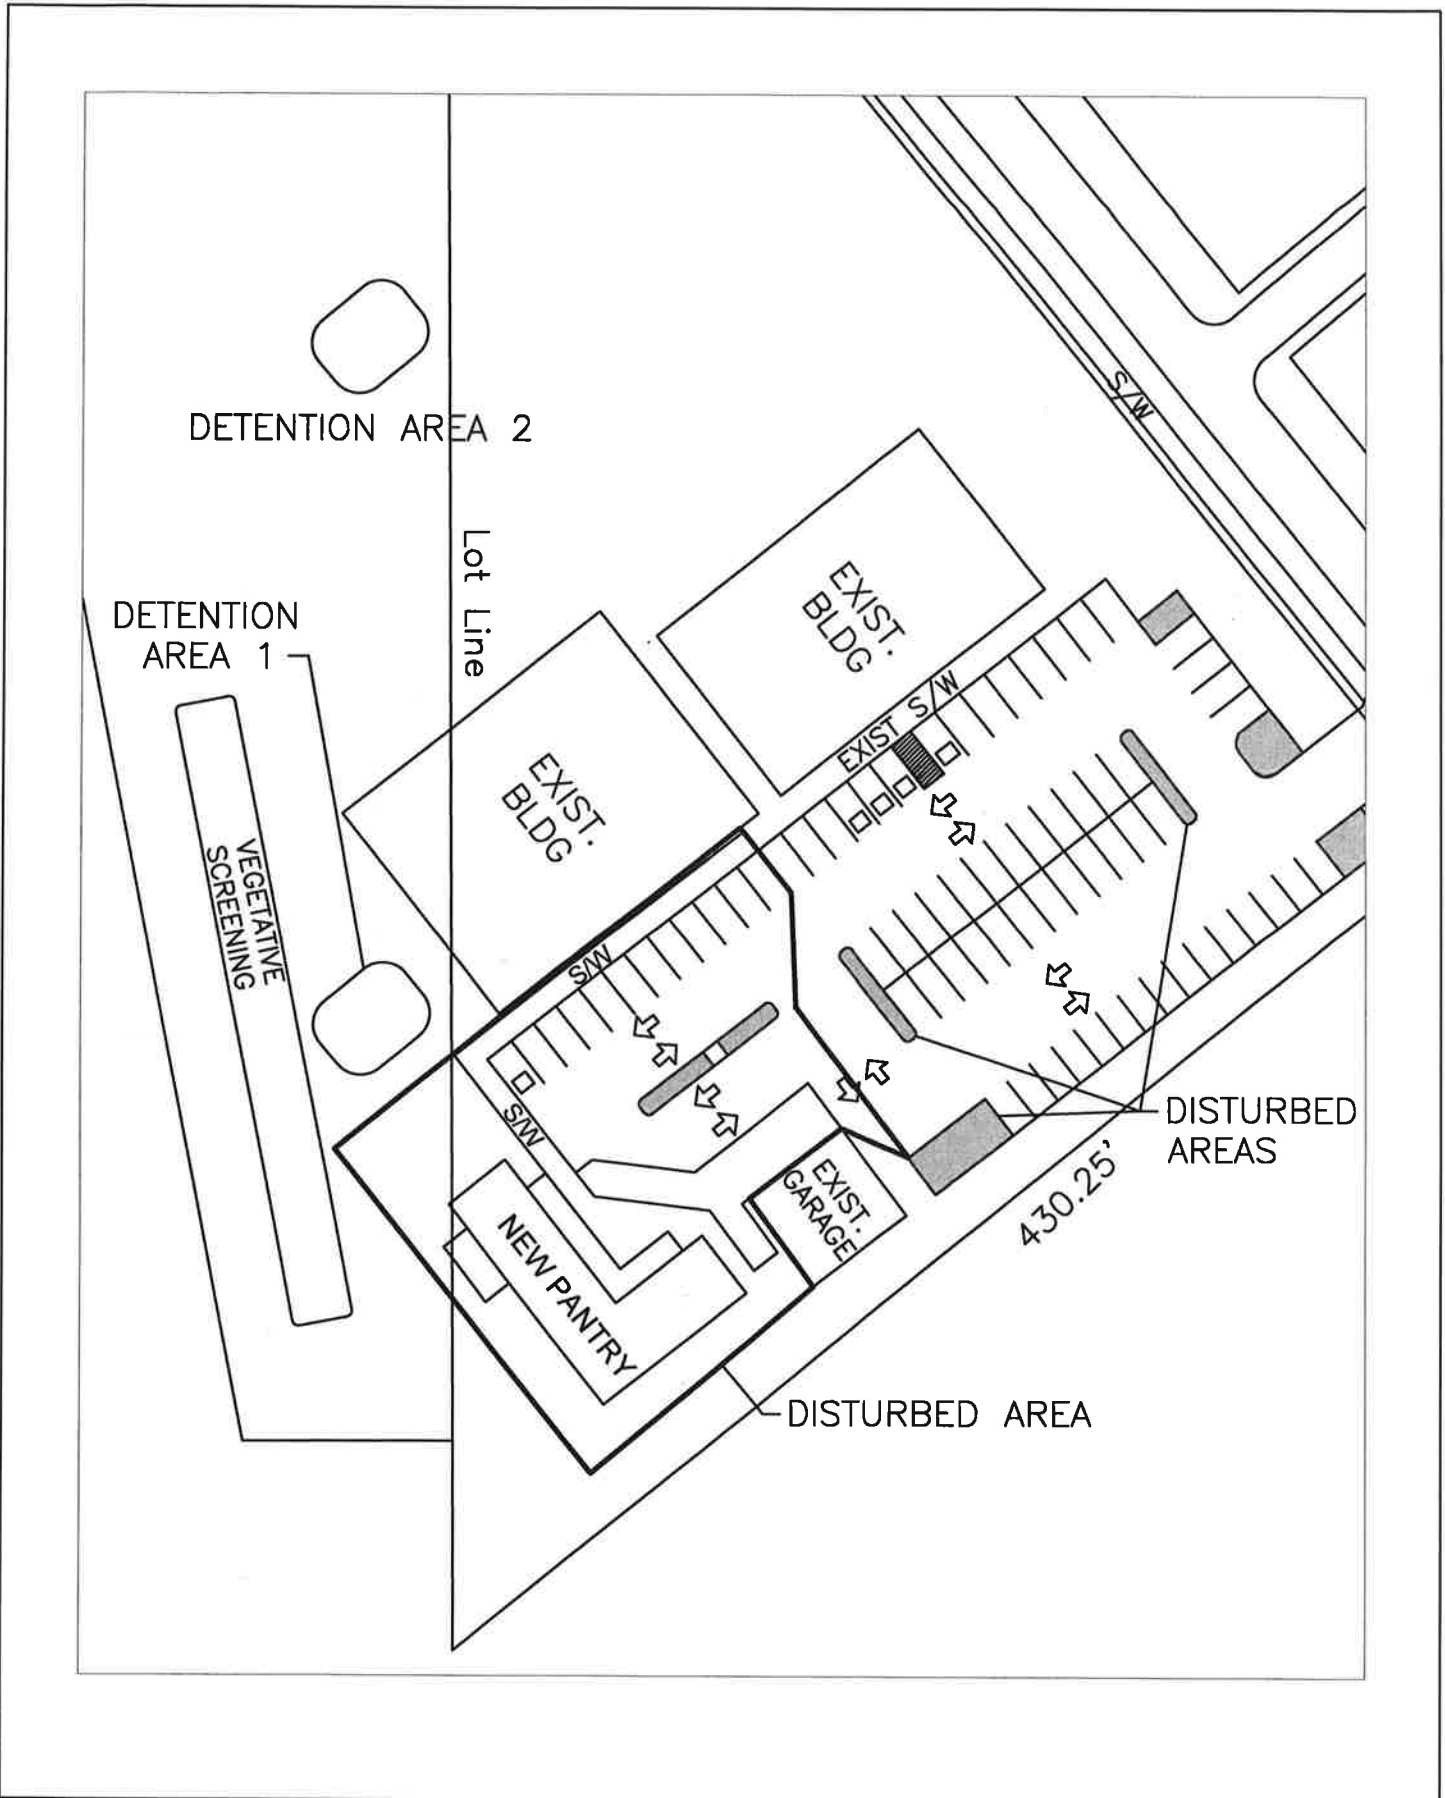 S/W
DETENTION AREA 2
Lot Line
EXIST.
BLDG
DETENTION
AREA 1
EXIST S/W
EXIST.
BLDG
VEGETATIVE
SCREENING
S/W
S/W
DISTURBED
AREAS
EXIST.
GARAGE
430.25'
NEW PANTRY
DISTURBED AREA